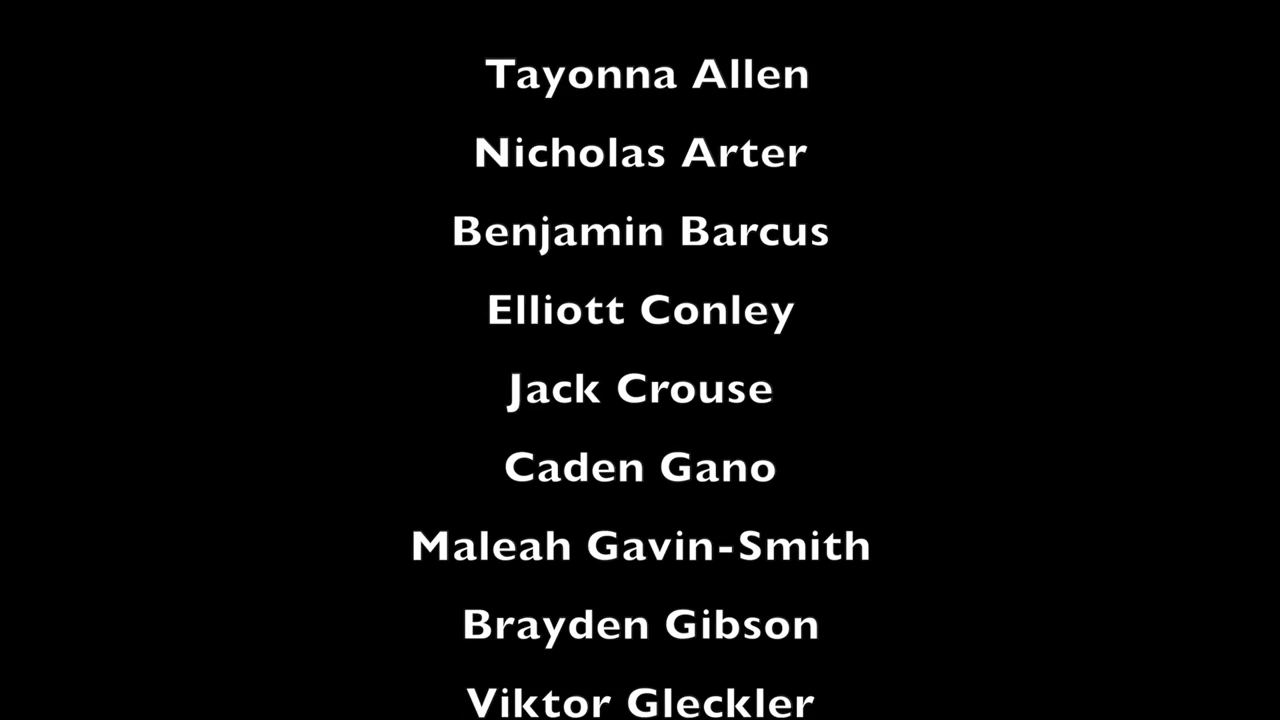 Tayonna Allen
Nicholas Arter
Benjamin Barcus
Elliott Conley
Jack Crouse
Caden Gano
Maleah Gavin-Smith
Brayden Gibson
Viktor Gleckler